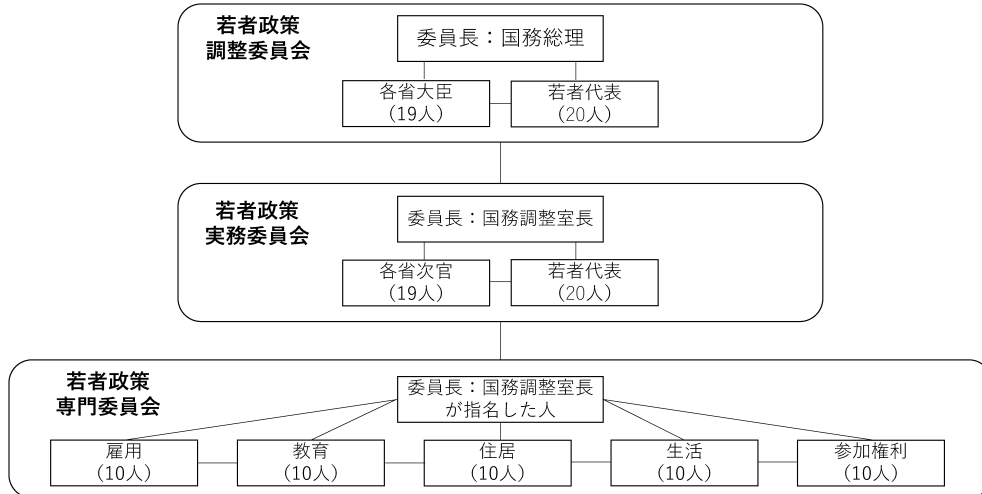 若者政策
調整委員会
委員長：国務総理
各省大臣
（19人）
若者代表
（20人）
若者政策
実務委員会
委員長：国務調整室長
各省次官
（19人）
若者代表
（20人）
若者政策
専門委員会
委員長：国務調整室長
が指名した人
雇用
（10人）
教育
（10人）
住居
（10人）
生活
（10人）
参加権利
（10人）